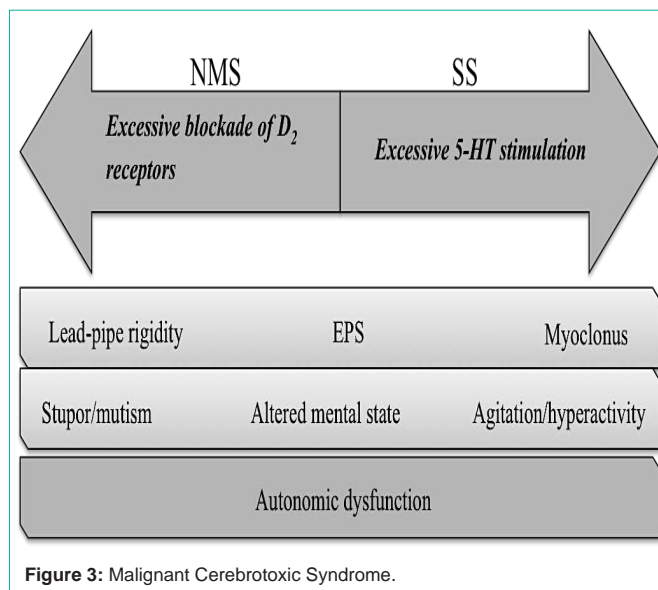 NMS SS
Excessive blockade of D₂
receptors
Excessive 5-HT stimulation
Lead-pipe rigidity EPS Myoclonus
Stupor/mutism Altered mental state Agitation/hyperactivity
Autonomic dysfunction
Figure 3: Malignant Cerebrotoxic Syndrome.